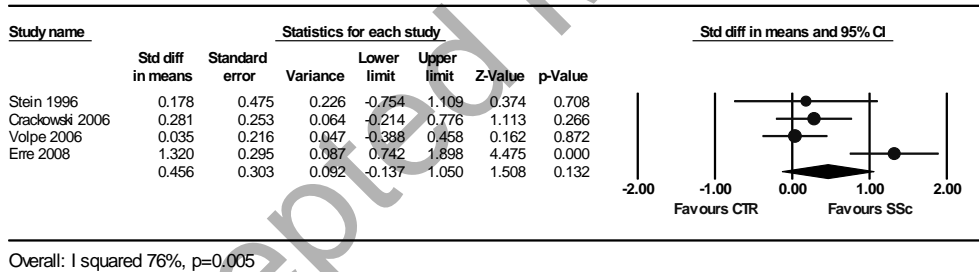 Study name Statistics for each study Std diff in means and 95% CI
Std diff Standard Lower Upper
in means error Variance limit limit Z-Value p-Value
Stein 1996 0.178 0.475 0.226 -0.754 1.109 0.374 0.708
Crackowski 2006 0.281 0.253 0.064 -0.214 0.776 1.113 0.266
Volpe 2006 0.035 0.216 0.047 -0.388 0.458 0.162 0.872
Erre 2008 1.320 0.295 0.087 0.742 1.898 4.475 0.000
0.456 0.303 0.092 -0.137 1.050 1.508 0.132
-2.00 -1.00 0.00 1.00 2.00
Favours CTR Favours SSc
Overall: I squared 76%, p=0.005